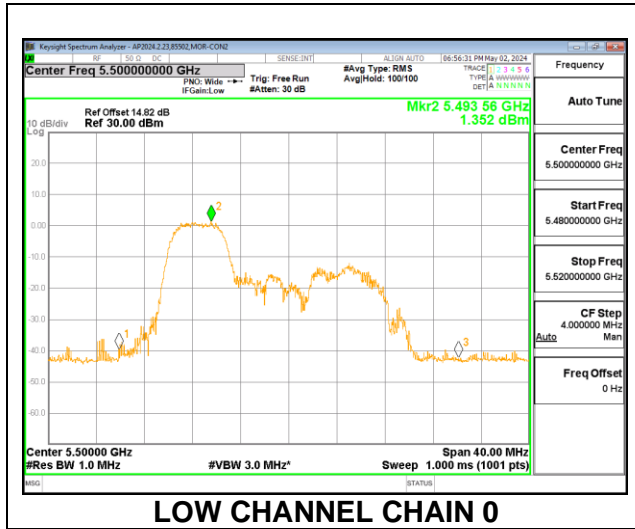 Keysight Spectrum Analyzer - AP2024.2.23,85502,MOR-CON2
RF 50 Ω DC SENSE:INT ALIGN AUTO 06:56:31 PM May 02, 2024
Center Freq 5.500000000 GHz
PNO: Wide
IFGain:Low
Trig: Free Run
#Atten: 30 dB
#Avg Type: RMS
Avg|Hold: 100/100
TRACE 1 2 3 4 5 6
TYPE A WWWWW
DET A N N N N N
Ref Offset 14.82 dB
Ref 30.00 dBm
10 dB/div
Log
Mkr2 5.493 56 GHz
1.352 dBm
20.0
10.0
0.00
-10.0
-20.0
-30.0
-40.0
-50.0
-60.0
1
2
3
Center 5.50000 GHz
#Res BW 1.0 MHz
#VBW 3.0 MHz*
Span 40.00 MHz
Sweep 1.000 ms (1001 pts)
MSG
STATUS
Frequency
Auto Tune
Center Freq
5.500000000 GHz
Start Freq
5.480000000 GHz
Stop Freq
5.520000000 GHz
CF Step
4.000000 MHz
Auto Man
Freq Offset
0 Hz
LOW CHANNEL CHAIN 0